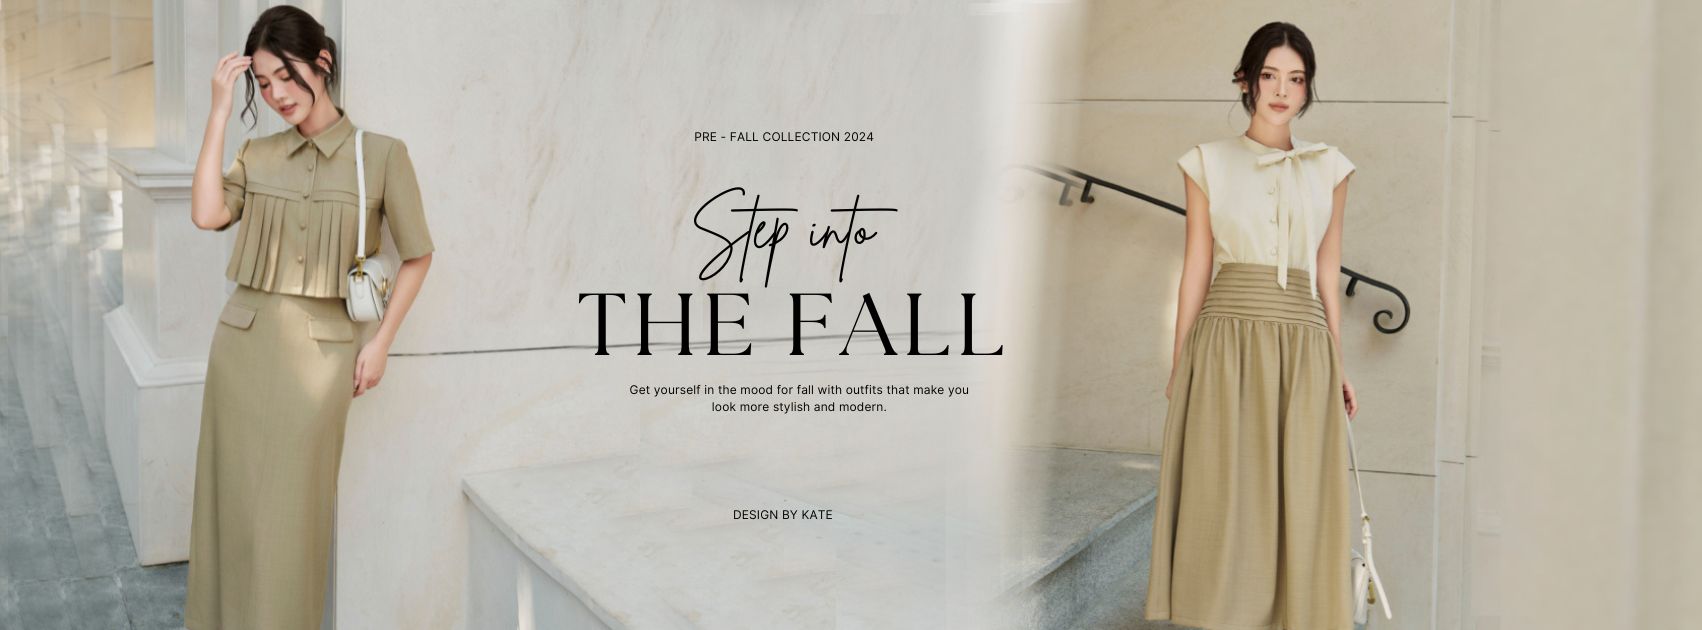 PRE - FALL COLLECTION 2024
Step into
THE FALL
Get yourself in the mood for fall with outfits that make you
look more stylish and modern.
DESIGN BY KATE